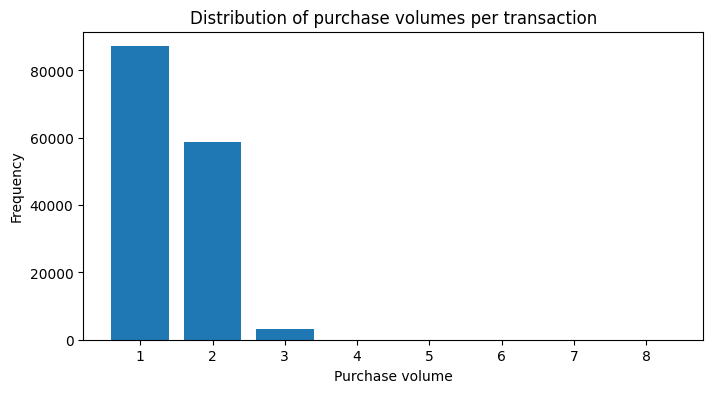 Distribution of purchase volumes per transaction
80000
60000
40000
20000
0
Frequency
1 2 3 4 5 6 7 8
Purchase volume